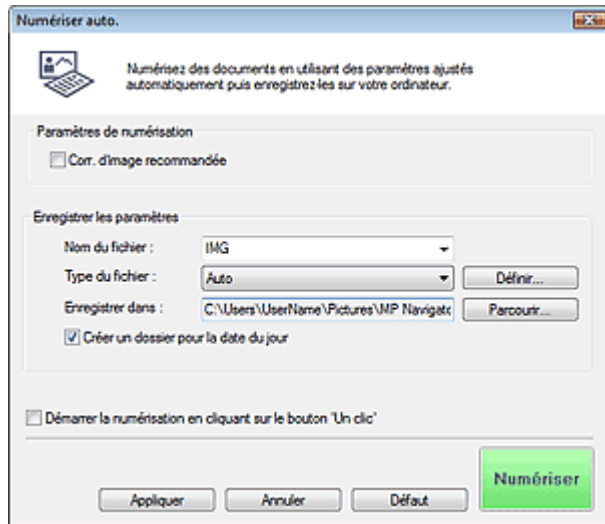 Numériser auto.
Numérisez des documents en utilisant des paramètres ajustés
automatiquement puis enregistrez-les sur votre ordinateur.
Paramètres de numérisation
Corr. d'image recommandée
Enregistrer les paramètres
Nom du fichier : IMG
Type du fichier : Auto Définir...
Enregistrer dans : C:\Users\UserName\Pictures\MP Navigatc Parcourir...
Créer un dossier pour la date du jour
Démarrer la numérisation en cliquant sur le bouton 'Un clic'
Numériser
Appliquer Annuler Défaut